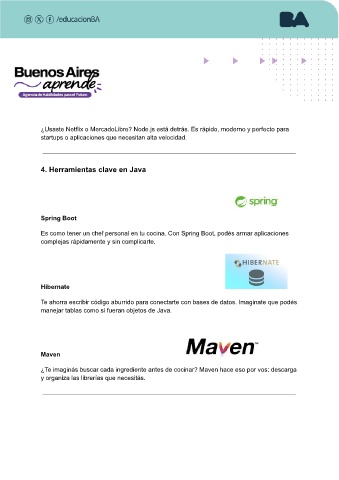 /educacionBA
BA
Buenos Aires
aprende
Agencia de Habilidades para el Futuro
¿Usaste Netflix o MercadoLibre? Node.js está detrás. Es rápido, moderno y perfecto para
startups o aplicaciones que necesitan alta velocidad.
4. Herramientas clave en Java
spring
Spring Boot
Es como tener un chef personal en tu cocina. Con Spring Boot, podés armar aplicaciones
complejas rápidamente y sin complicarte.
HIBERNATE
Hibernate
Te ahorra escribir código aburrido para conectarte con bases de datos. Imaginate que podés
manejar tablas como si fueran objetos de Java.
Maven™
Maven
¿Te imaginás buscar cada ingrediente antes de cocinar? Maven hace eso por vos: descarga
y organiza las librerías que necesitás.